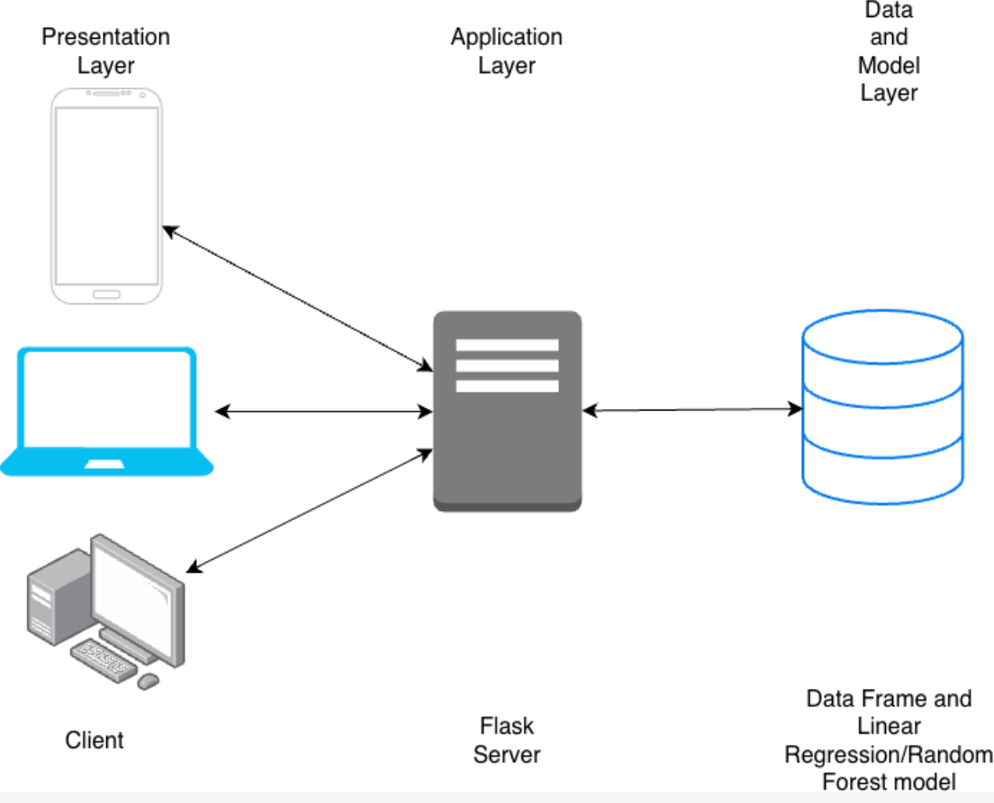 Presentation
Layer
Application
Layer
Data
and
Model
Layer
Client
Flask
Server
Data Frame and
Linear
Regression/Random
Forest model